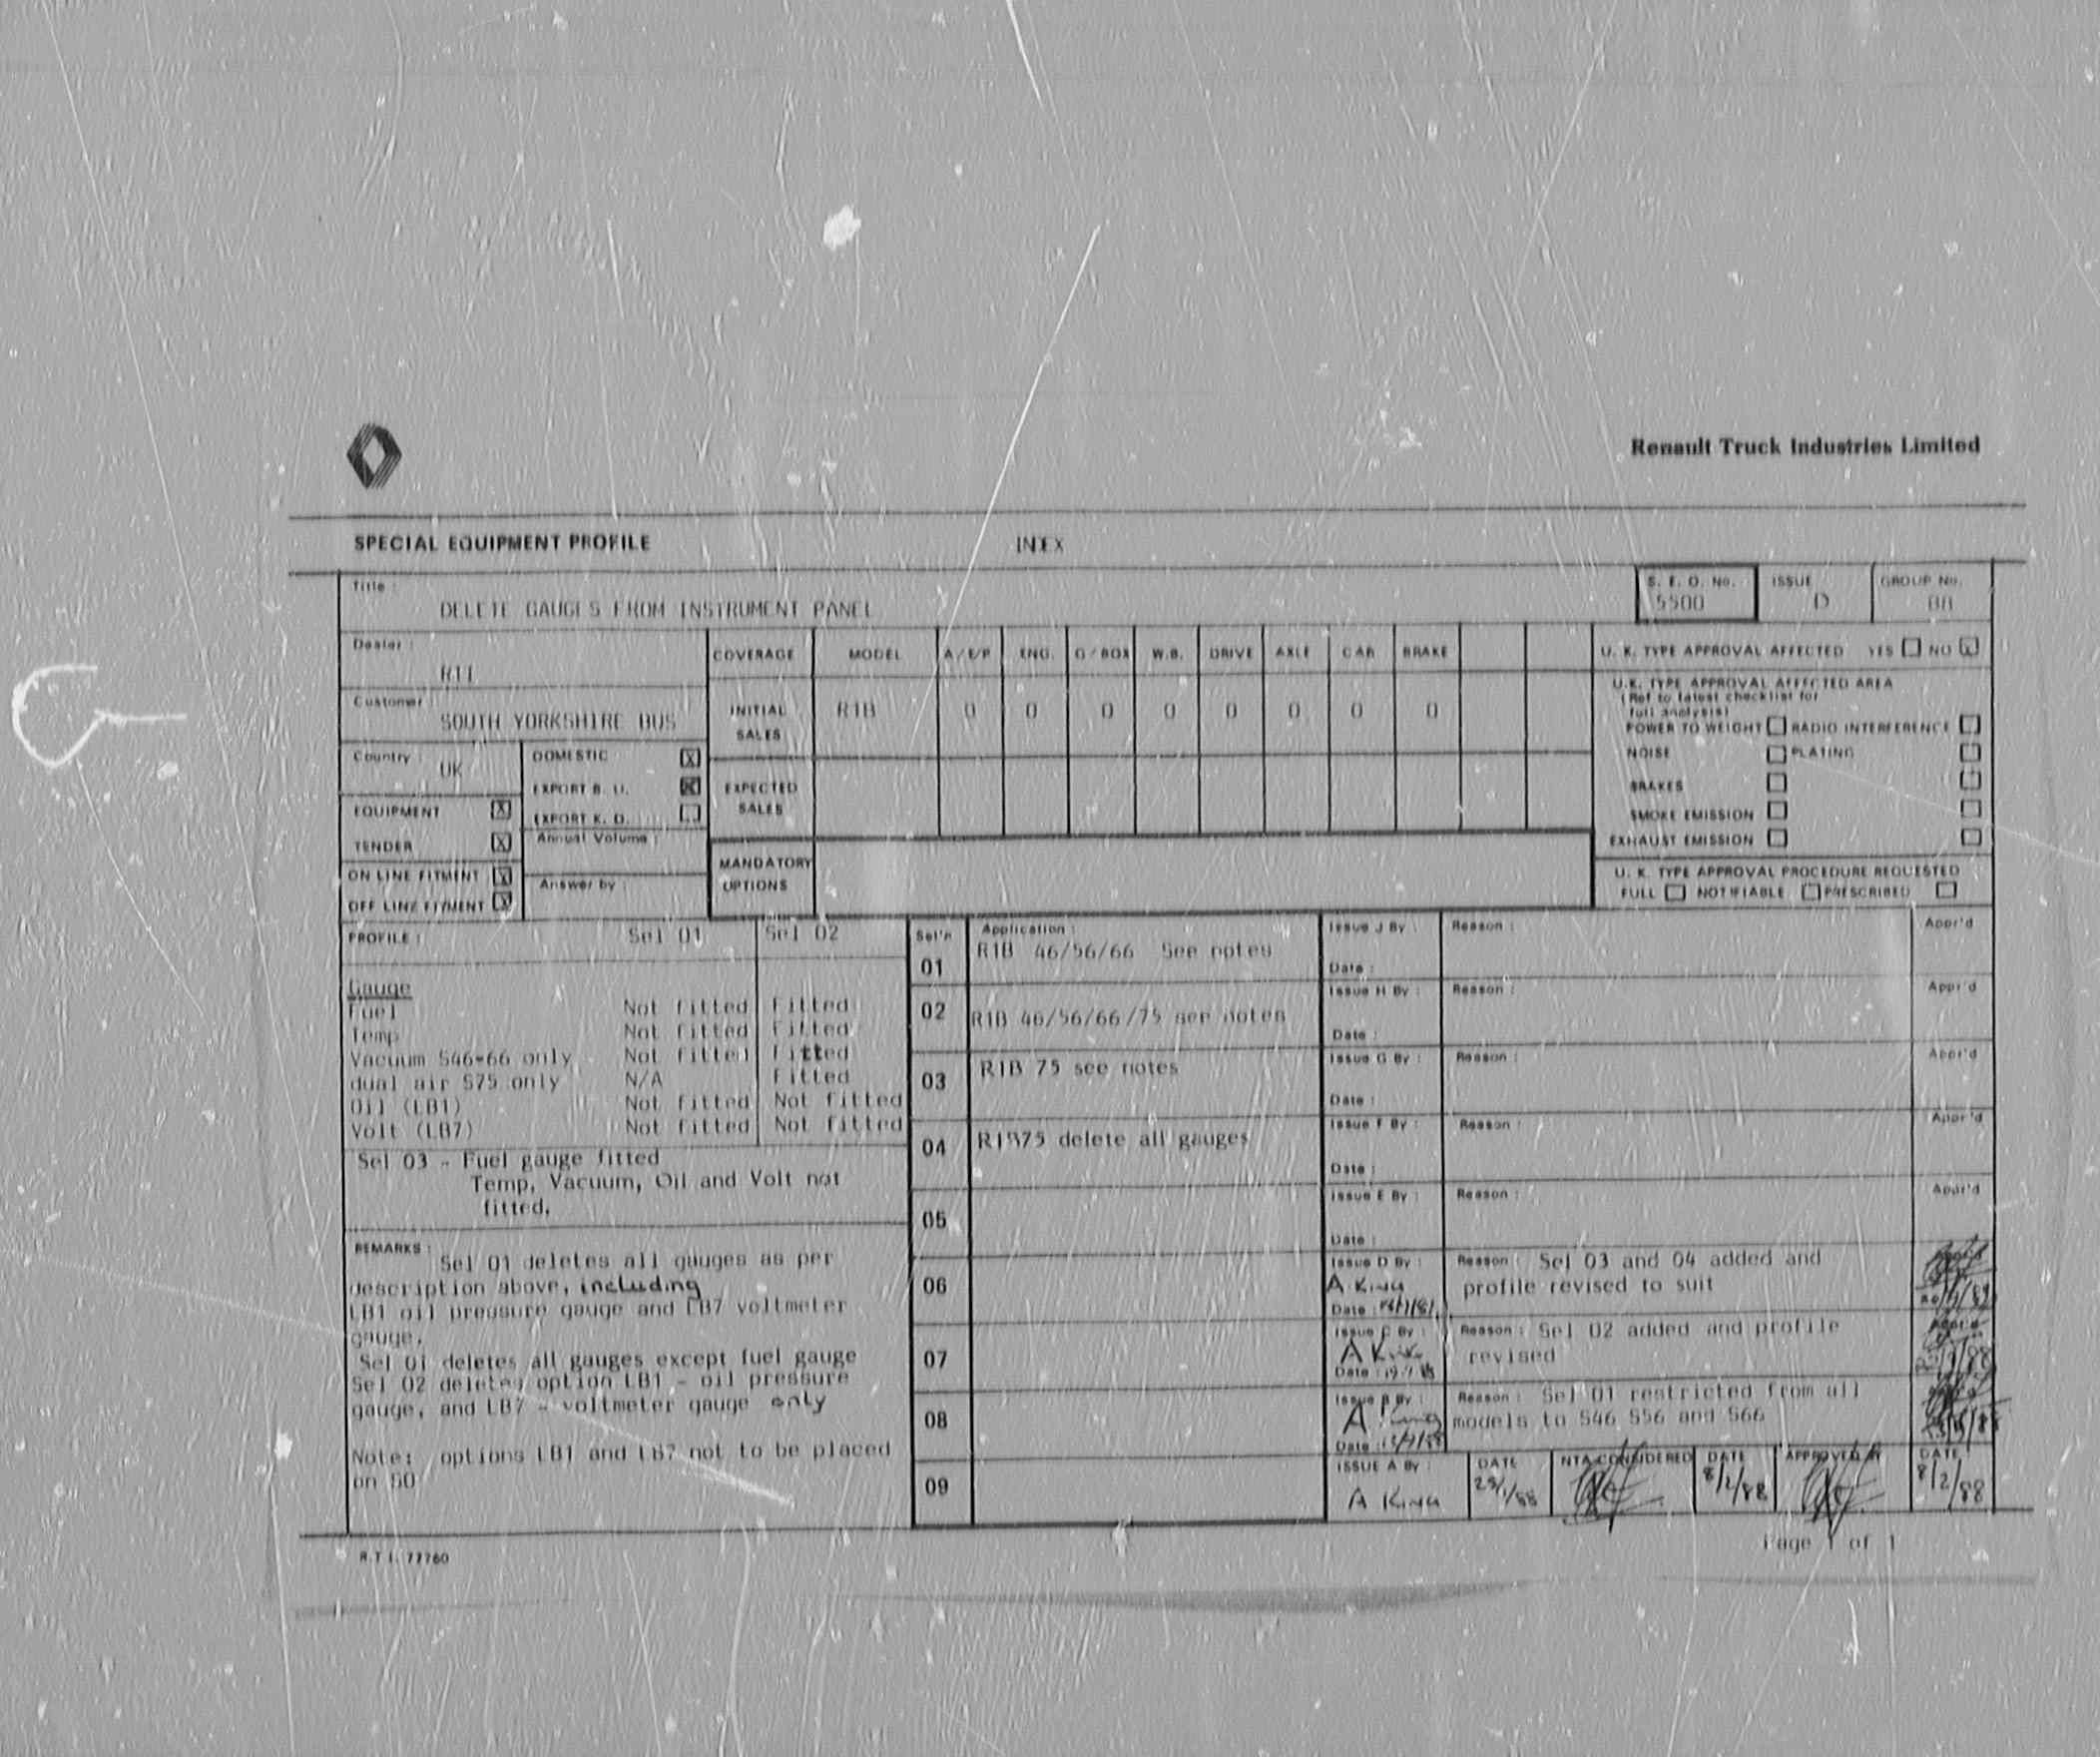 Renault Truck Industries Limited
SPECIAL EQUIPMENT PROFILE INDEX
Title :
DELETE GAUGES FROM INSTRUMENT PANEL
S. E. O. No.
5500
ISSUE
D
GROUP No.
Dealer :
RTI
Customer :
SOUTH YORKSHIRE BUS
Country :
UK
DOMESTIC X
EXPORT B. U. X
EXPORT K. D.
EQUIPMENT X
TENDER X
Annual Volume :
ON LINE FITMENT X
OFF LINE FITMENT X
Answer by :
COVERAGE MODEL A/E/P ENG. G/BOX W.B. DRIVE AXLE CAB BRAKE
INITIAL SALES R1B 0 0 0 0 0 0 0 0
EXPECTED SALES
MANDATORY OPTIONS
U. K. TYPE APPROVAL AFFECTED YES NO X
U.K. TYPE APPROVAL AFFECTED AREA
(Ref to latest checklist for
full analysis)
POWER TO WEIGHT RADIO INTERFERENCE
NOISE PLATING
BRAKES
SMOKE EMISSION
EXHAUST EMISSION
U. K. TYPE APPROVAL PROCEDURE REQUESTED
FULL NOTIFIABLE PRESCRIBED
PROFILE : Sel 01 Sel 02
Gauge
Fuel Not fitted Fitted
Temp Not fitted Fitted
Vacuum S46-66 only Not fitted Fitted
dual air S75 only N/A Fitted
Oil (LB1) Not fitted Not fitted
Volt (LB7) Not fitted Not fitted
Sel 03 - Fuel gauge fitted
Temp, Vacuum, Oil and Volt not
fitted.
REMARKS :
Sel 01 deletes all gauges as per
description above, including
LB1 oil pressure gauge and LB7 voltmeter
gauge.
Sel 01 deletes all gauges except fuel gauge
Sel 02 deletes option LB1 - oil pressure
gauge, and LB7 - voltmeter gauge only
Note: options LB1 and LB7 not to be placed
on SO
Sel'n Application :
01 R1B 46/56/66 See notes
02 R1B 46/56/66/75 see notes
03 R1B 75 see notes
04 R1B75 delete all gauges
05
06
07
08
09
Issue J By : Reason : Appr'd
Date :
Issue H By : Reason : Appr'd
Date :
Issue G By : Reason : Appr'd
Date :
Issue F By : Reason : Appr'd
Date :
Issue E By : Reason : Appr'd
Date :
Issue D By : Reason : Sel 03 and 04 added and
A King profile revised to suit
Date :
Issue C By : Reason : Sel 02 added and profile
A King revised
Date :
Issue B By : Reason : Sel 01 restricted from all
A King models to S46 S56 and S66
Date :
ISSUE A By : DATE NTA CONSIDERED DATE APPROVED BY DATE
A King 8/2/88 8/2/88
R.T.I. 77760
Page 1 of 1